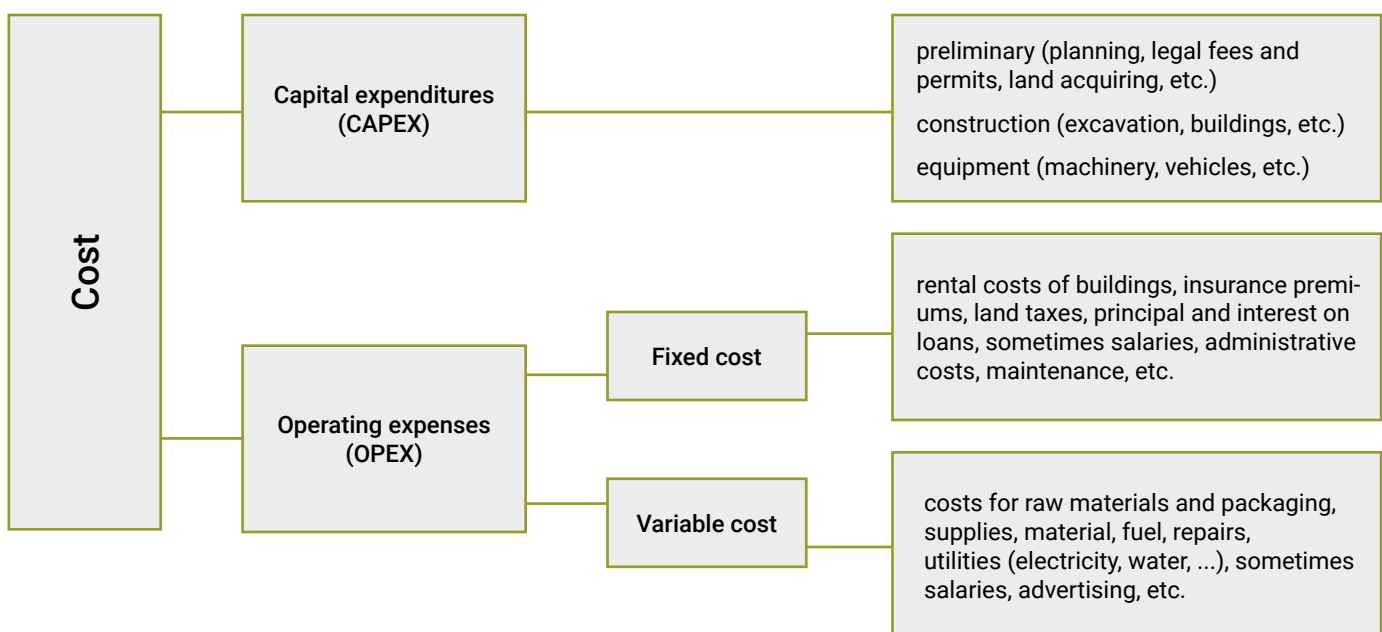 Cost
Capital expenditures
(CAPEX)
preliminary (planning, legal fees and
permits, land acquiring, etc.)
construction (excavation, buildings, etc.)
equipment (machinery, vehicles, etc.)
Operating expenses
(OPEX)
Fixed cost
rental costs of buildings, insurance premi-
ums, land taxes, principal and interest on
loans, sometimes salaries, administrative
costs, maintenance, etc.
Variable cost
costs for raw materials and packaging,
supplies, material, fuel, repairs,
utilities (electricity, water, ...), sometimes
salaries, advertising, etc.